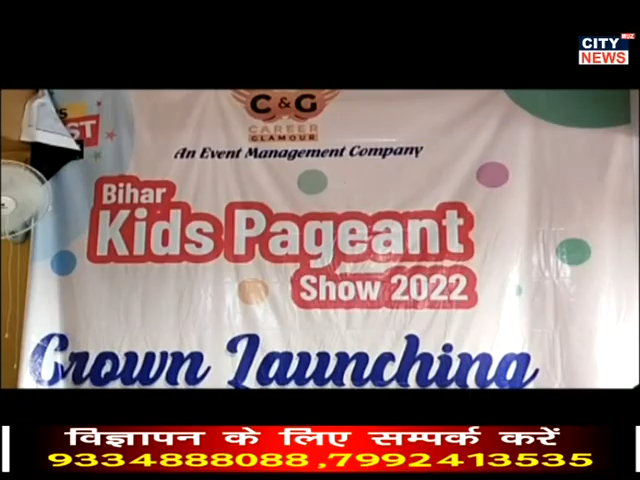 MUZ
CITY
NEWS
C&G
CAREER
GLAMOUR
An Event Management Company
Bihar
Kids Pageant
Show 2022
Crown Launching
विज्ञापन के लिए सम्पर्क करें
9334888088 ,7992413535